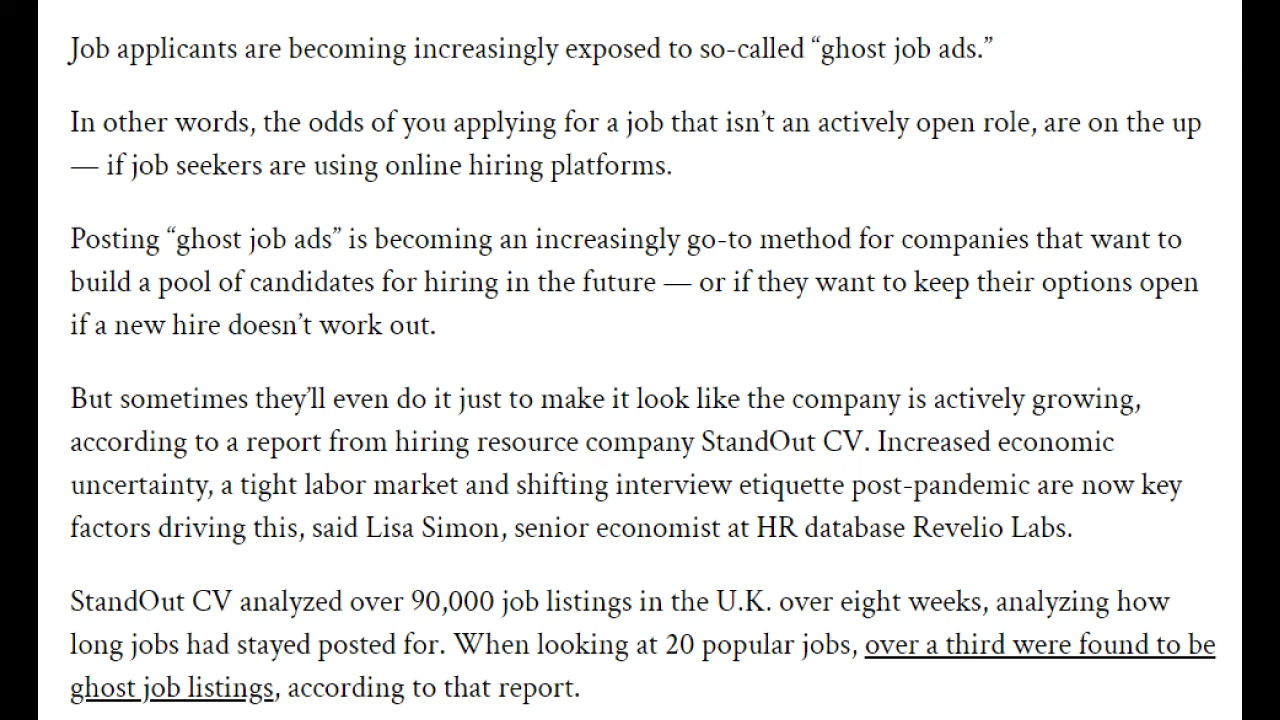 Job applicants are becoming increasingly exposed to so-called “ghost job ads.”
In other words, the odds of you applying for a job that isn’t an actively open role, are on the up
— if job seekers are using online hiring platforms.
Posting “ghost job ads” is becoming an increasingly go-to method for companies that want to
build a pool of candidates for hiring in the future — or if they want to keep their options open
if a new hire doesn’t work out.
But sometimes they’ll even do it just to make it look like the company is actively growing,
according to a report from hiring resource company StandOut CV. Increased economic
uncertainty, a tight labor market and shifting interview etiquette post-pandemic are now key
factors driving this, said Lisa Simon, senior economist at HR database Revelio Labs.
StandOut CV analyzed over 90,000 job listings in the U.K. over eight weeks, analyzing how
long jobs had stayed posted for. When looking at 20 popular jobs, over a third were found to be
ghost job listings, according to that report.